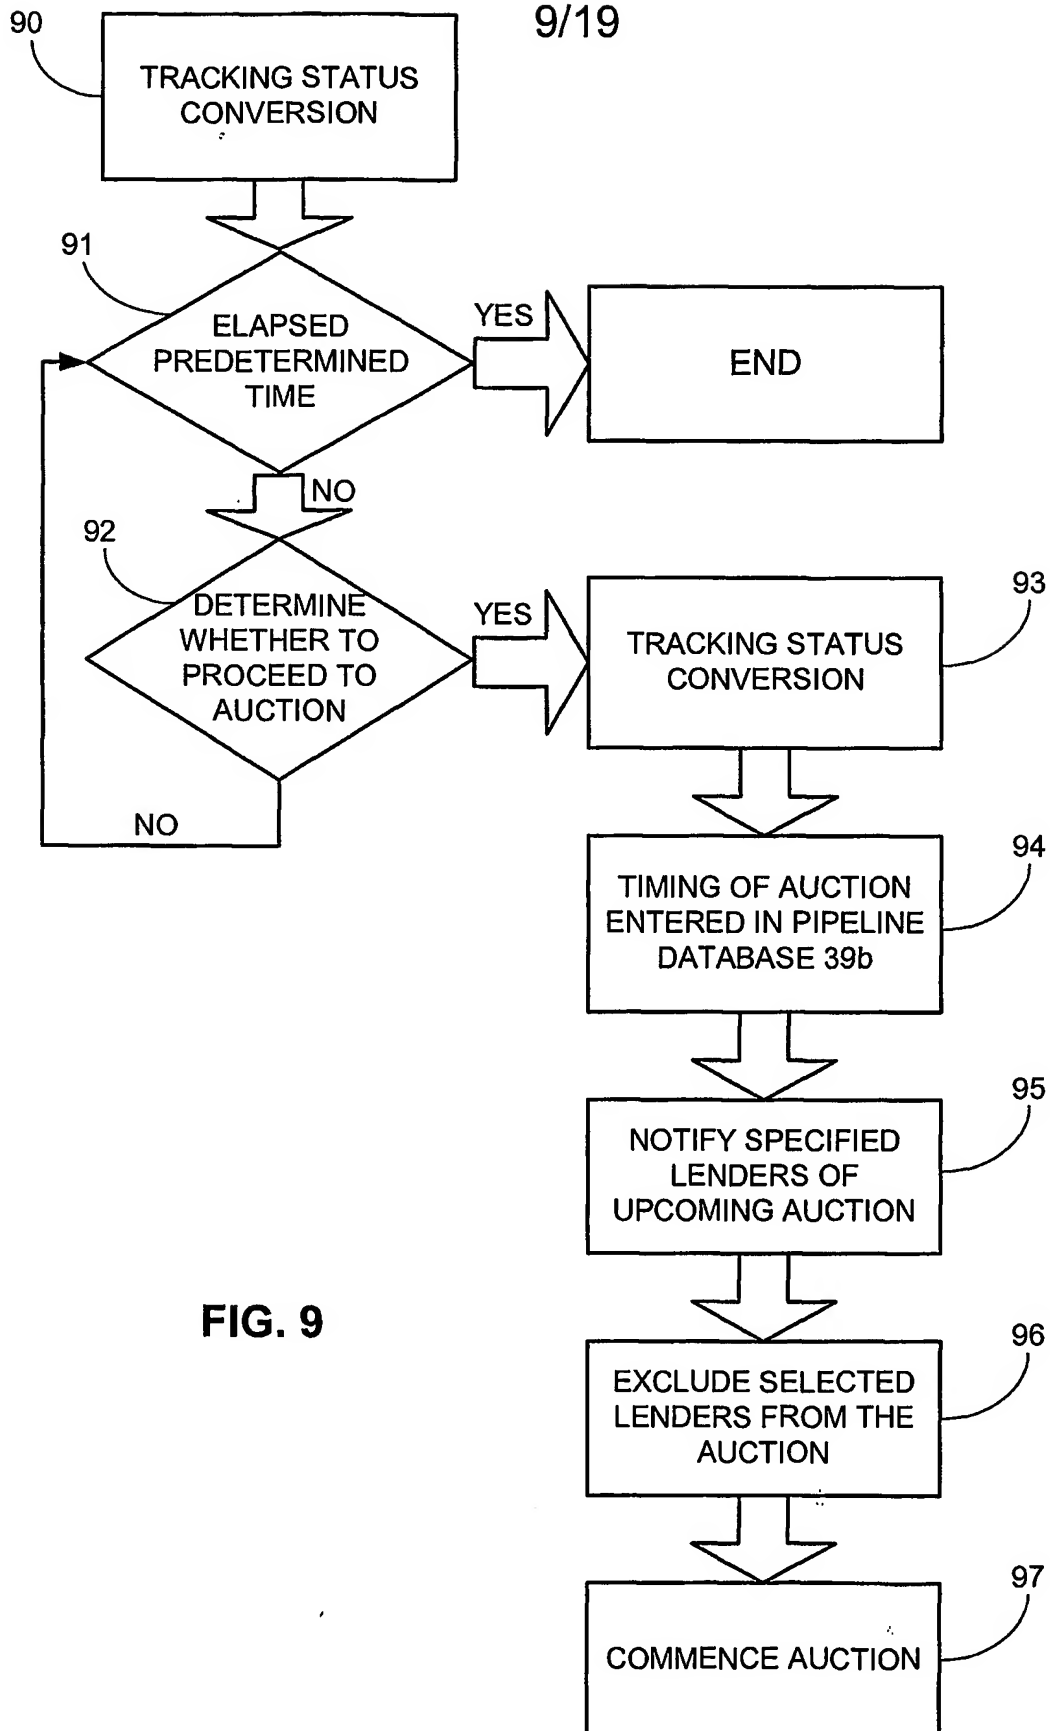 9/19
90
TRACKING STATUS
CONVERSION
91
ELAPSED
PREDETERMINED
TIME
YES
END
NO
92
DETERMINE
WHETHER TO
PROCEED TO
AUCTION
YES
NO
93
TRACKING STATUS
CONVERSION
94
TIMING OF AUCTION
ENTERED IN PIPELINE
DATABASE 39b
95
NOTIFY SPECIFIED
LENDERS OF
UPCOMING AUCTION
96
EXCLUDE SELECTED
LENDERS FROM THE
AUCTION
97
COMMENCE AUCTION
FIG. 9